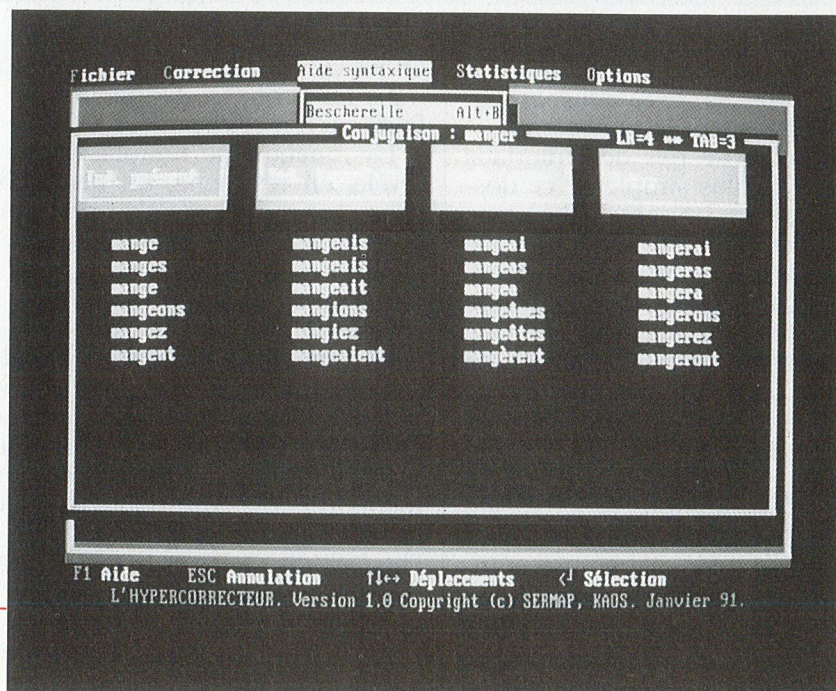 Fichier Correction Aide syntaxique Statistiques Options
Bescherelle Alt+B
Conjugaison : manger LR=4 ** TAB=3
Ind. présent
mange mangeais mangeai mangerai
manges mangeais mangeas mangeras
mange mangeait mangea mangera
mangeons mangions mangeâmes mangerons
mangez mangiez mangeâtes mangerez
mangent mangeaient mangèrent mangeront
F1 Aide ESC Annulation ↑↓↔ Déplacements <┘ Sélection
L'HYPERCORRECTEUR. Version 1.0 Copyright (c) SERMAP, KAOS. Janvier 91.